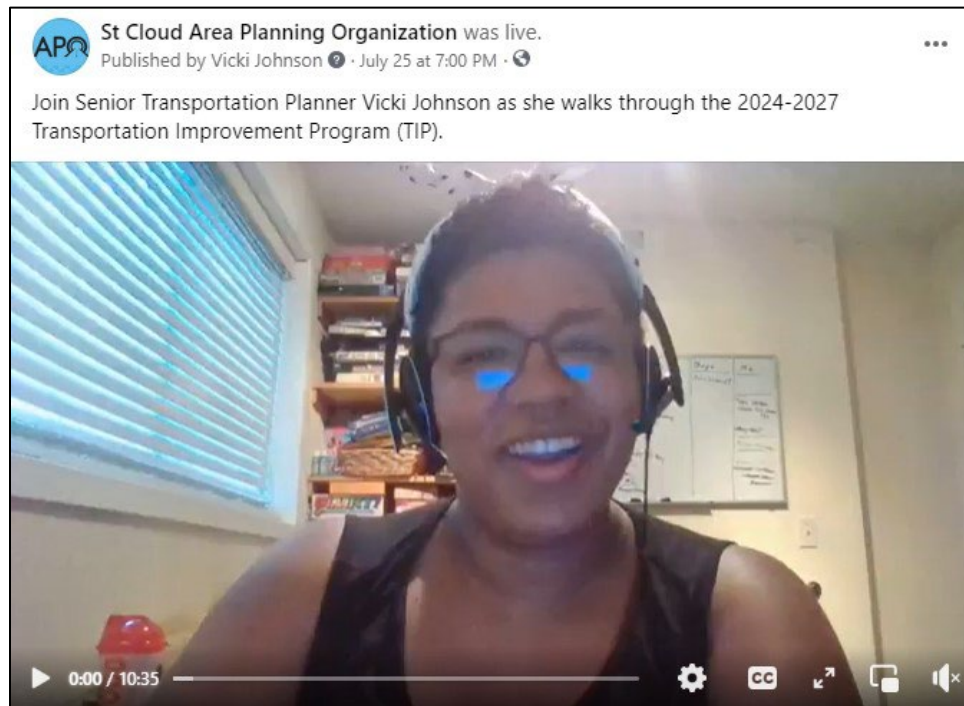 APO
St Cloud Area Planning Organization was live.
Published by Vicki Johnson · July 25 at 7:00 PM ·
Join Senior Transportation Planner Vicki Johnson as she walks through the 2024-2027
Transportation Improvement Program (TIP).
0:00 / 10:35
CC